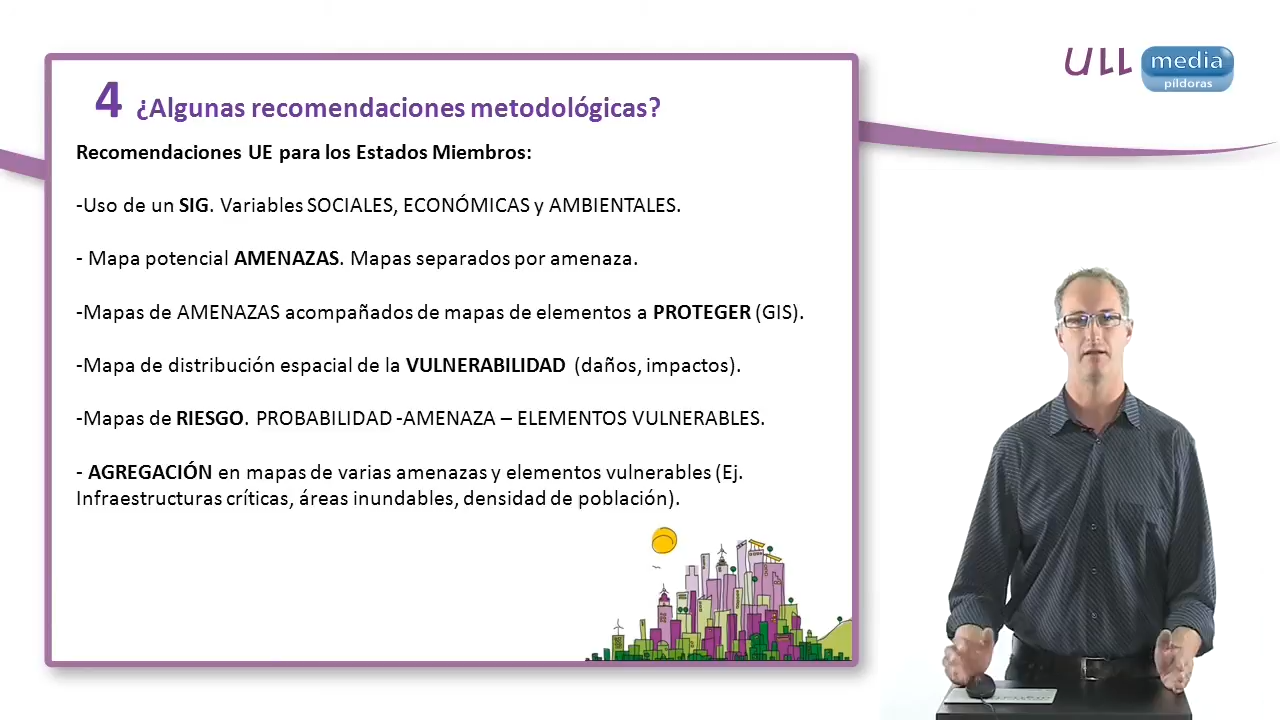 4 ¿Algunas recomendaciones metodológicas?
Recomendaciones UE para los Estados Miembros:
-Uso de un SIG. Variables SOCIALES, ECONÓMICAS y AMBIENTALES.
- Mapa potencial AMENAZAS. Mapas separados por amenaza.
-Mapas de AMENAZAS acompañados de mapas de elementos a PROTEGER (GIS).
-Mapa de distribución espacial de la VULNERABILIDAD (daños, impactos).
-Mapas de RIESGO. PROBABILIDAD -AMENAZA – ELEMENTOS VULNERABLES.
- AGREGACIÓN en mapas de varias amenazas y elementos vulnerables (Ej.
Infraestructuras críticas, áreas inundables, densidad de población).
ULL media
píldoras